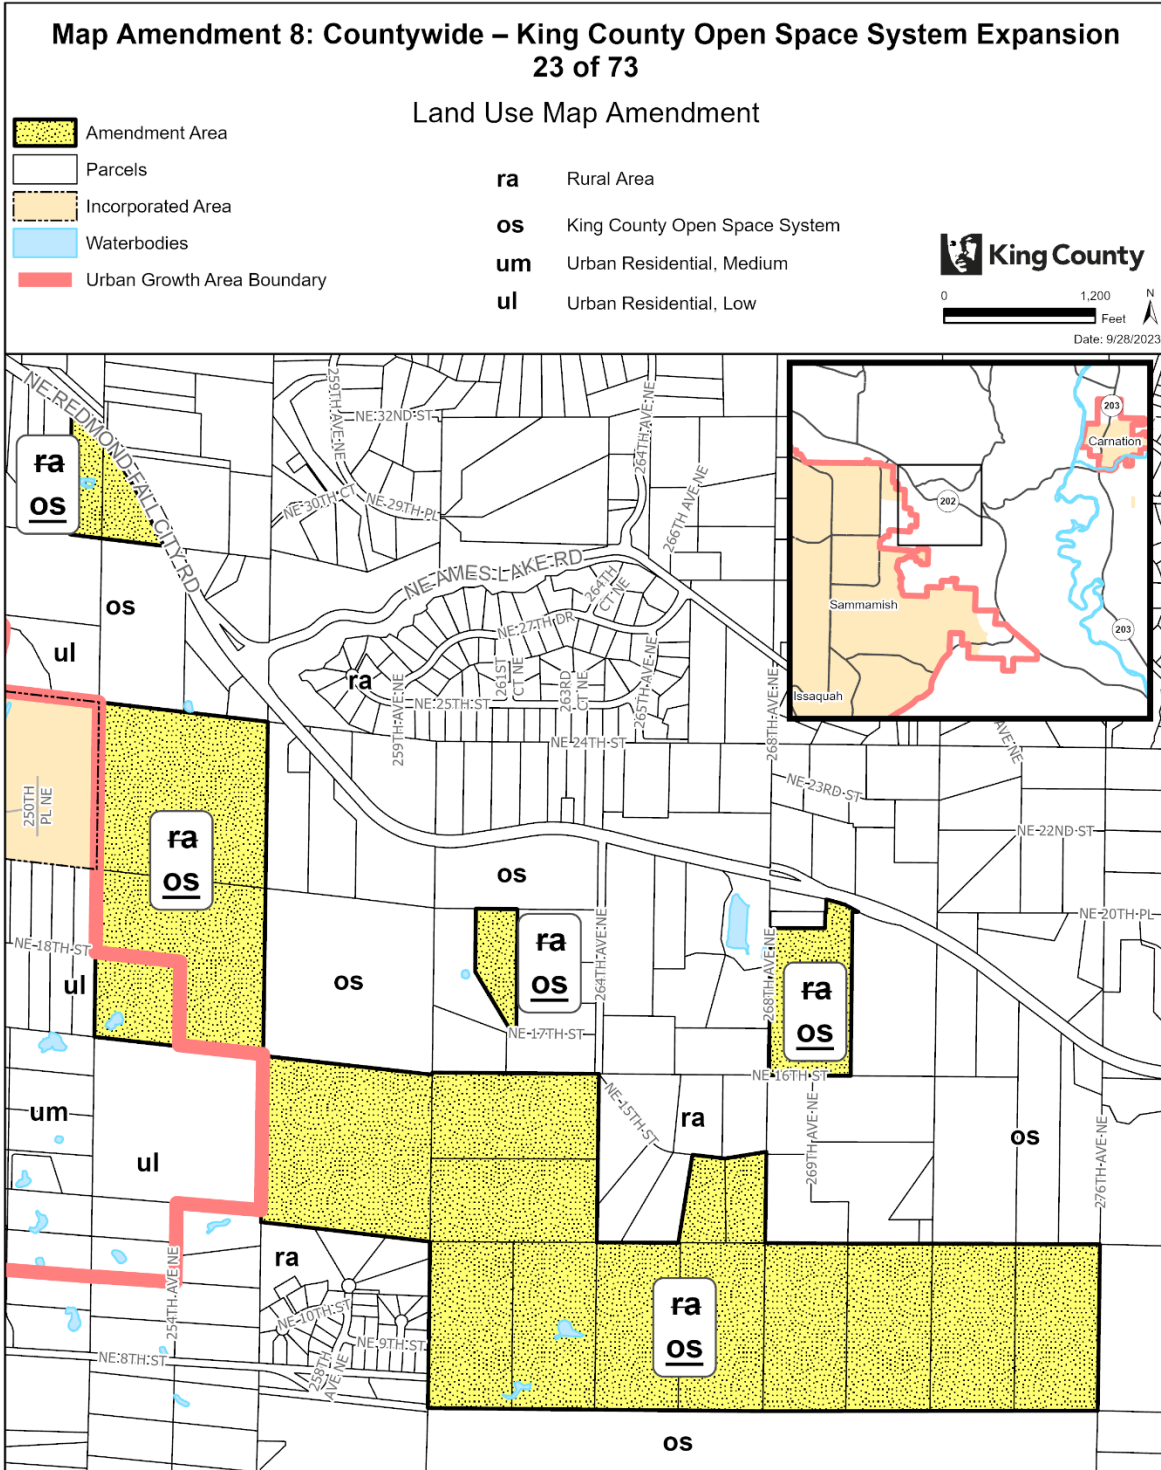 Map Amendment 8: Countywide – King County Open Space System Expansion
23 of 73
Land Use Map Amendment
Amendment Area
Parcels
Incorporated Area
Waterbodies
Urban Growth Area Boundary
ra Rural Area
os King County Open Space System
um Urban Residential, Medium
ul Urban Residential, Low
King County
0 1,200
Feet
N
Date: 9/28/2023
NE REDMOND-FALL CITY RD
259TH AVE NE
NE 32ND ST
264TH AVE NE
266TH AVE NE
NE 30TH CT
NE 29TH PL
ra
os
203
Carnation
202
Sammamish
203
Issaquah
NE AMES LAKE RD
264TH
CT NE
os
NE 27TH DR
ul
ra
261ST
CT NE
263RD
CT NE
265TH AVE NE
259TH AVE NE
NE 25TH ST
268TH AVE NE
NE 24TH ST
AVE NE
NE 23RD ST
250TH
PL NE
ra
os
NE 22ND ST
os
NE 20TH PL
NE 18TH ST
ul
os
ra
os
264TH AVE NE
268TH AVE NE
ra
os
NE 17TH ST
NE 16TH ST
um
ul
NE 15TH ST
ra
269TH AVE NE
os
276TH AVE NE
ra
254TH AVE NE
NE 10TH ST
NE 9TH ST
258TH
AVE NE
NE 8TH ST
ra
os
os